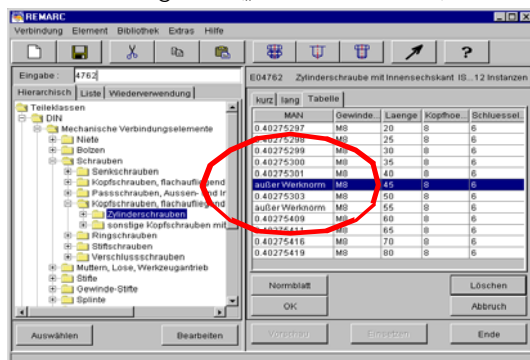 REMARC
Verbindung Element Bibliothek Extras Hilfe
?
Eingabe: 4762
Hierarchisch Liste Wiederverwendung
Teileklassen
DIN
Mechanische Verbindungselemente
Niete
Bolzen
Schrauben
Senkschrauben
Kopfschrauben, flachaufliegend
Passschrauben, Aussen- und Ir
Kopfschrauben, flachaufliegend
Zylinderschrauben
sonstige Kopfschrauben mit
Ringschrauben
Stiftschrauben
Verschlussschrauben
Muttern, Lose, Werkzeugantrieb
Stifte
Gewinde-Stifte
Splinte
Auswählen Bearbeiten
E04762 Zylinderschraube mit Innensechskant IS...12 Instanzen
kurz lang Tabelle
MAN Gewinde... Laenge Kopfhoe... Schluessel.
0.40275297 M8 20 8 6
0.40275298 M8 25 8 6
0.40275299 M8 30 8 6
0.40275300 M8 35 8 6
0.40275301 M8 40 8 6
außer Werknorm M8 45 8 6
0.40275303 M8 50 8 6
außer Werknorm M8 55 8 6
0.40275409 M8 60 8 6
0.40275411 M8 65 8 6
0.40275416 M8 70 8 6
0.40275419 M8 80 8 6
Normblatt Löschen
OK Abbruch
Vorschau Einsetzen Ende